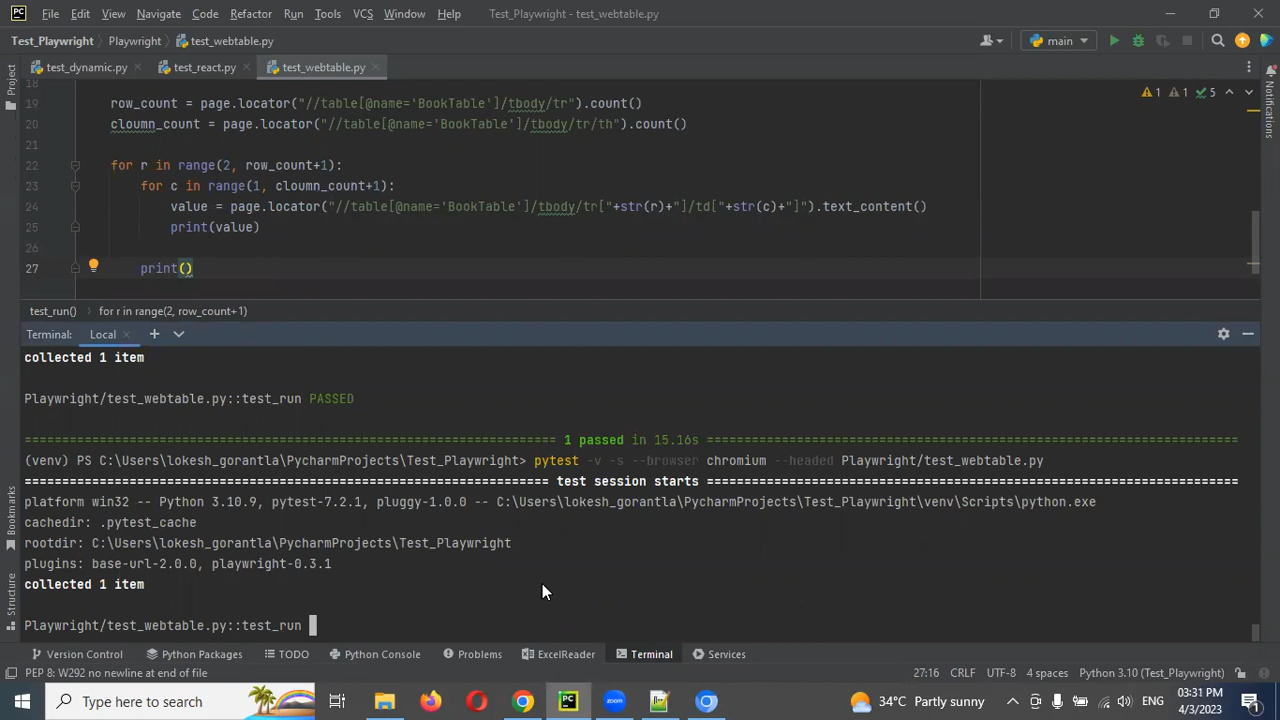 PC File Edit View Navigate Code Refactor Run Tools VCS Window Help Test_Playwright - test_webtable.py
Test_Playwright Playwright test_webtable.py main
test_dynamic.py test_react.py test_webtable.py
Project
Notifications
18
1 1 5
19 row_count = page.locator("//table[@name='BookTable']/tbody/tr").count()
20 cloumn_count = page.locator("//table[@name='BookTable']/tbody/tr/th").count()
21
22 for r in range(2, row_count+1):
23 for c in range(1, cloumn_count+1):
24 value = page.locator("//table[@name='BookTable']/tbody/tr["+str(r)+"]/td["+str(c)+"]").text_content()
25 print(value)
26
27 print()
test_run() for r in range(2, row_count+1)
Terminal: Local
collected 1 item
Playwright/test_webtable.py::test_run PASSED
======================================================================= 1 passed in 15.16s =======================================================================
(venv) PS C:\Users\lokesh_gorantla\PycharmProjects\Test_Playwright> pytest -v -s --browser chromium --headed Playwright/test_webtable.py
====================================================================== test session starts =======================================================================
platform win32 -- Python 3.10.9, pytest-7.2.1, pluggy-1.0.0 -- C:\Users\lokesh_gorantla\PycharmProjects\Test_Playwright\venv\Scripts\python.exe
cachedir: .pytest_cache
rootdir: C:\Users\lokesh_gorantla\PycharmProjects\Test_Playwright
plugins: base-url-2.0.0, playwright-0.3.1
collected 1 item
Playwright/test_webtable.py::test_run
Bookmarks
Structure
Version Control Python Packages TODO Python Console Problems ExcelReader Terminal Services
PEP 8: W292 no newline at end of file 27:16 CRLF UTF-8 4 spaces Python 3.10 (Test_Playwright)
Type here to search PC zoom 34°C Partly sunny ENG 03:31 PM
4/3/2023 1